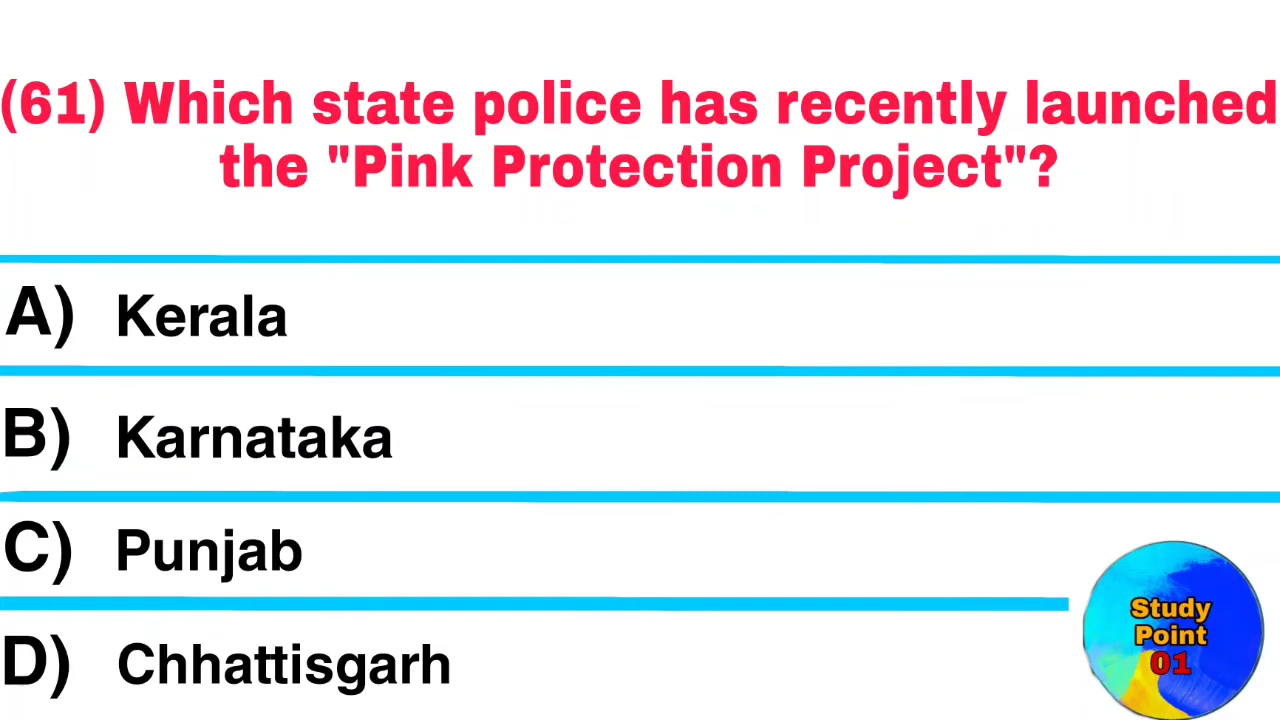 (61) Which state police has recently launched
the "Pink Protection Project"?
A) Kerala
B) Karnataka
C) Punjab
D) Chhattisgarh
Study
Point
01